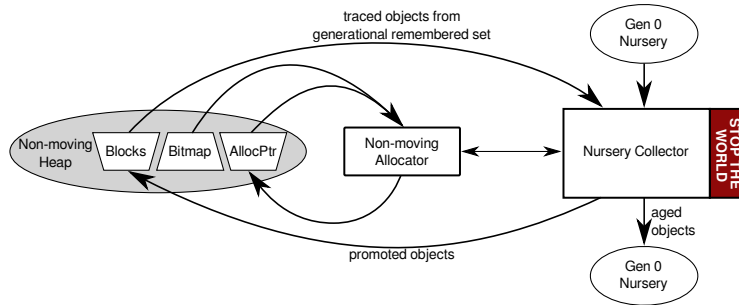 traced objects from
generational remembered set
Gen 0
Nursery
Non-moving
Heap
Blocks
Bitmap
AllocPtr
Non-moving
Allocator
Nursery Collector
STOP THE
WORLD
aged
objects
promoted objects
Gen 0
Nursery